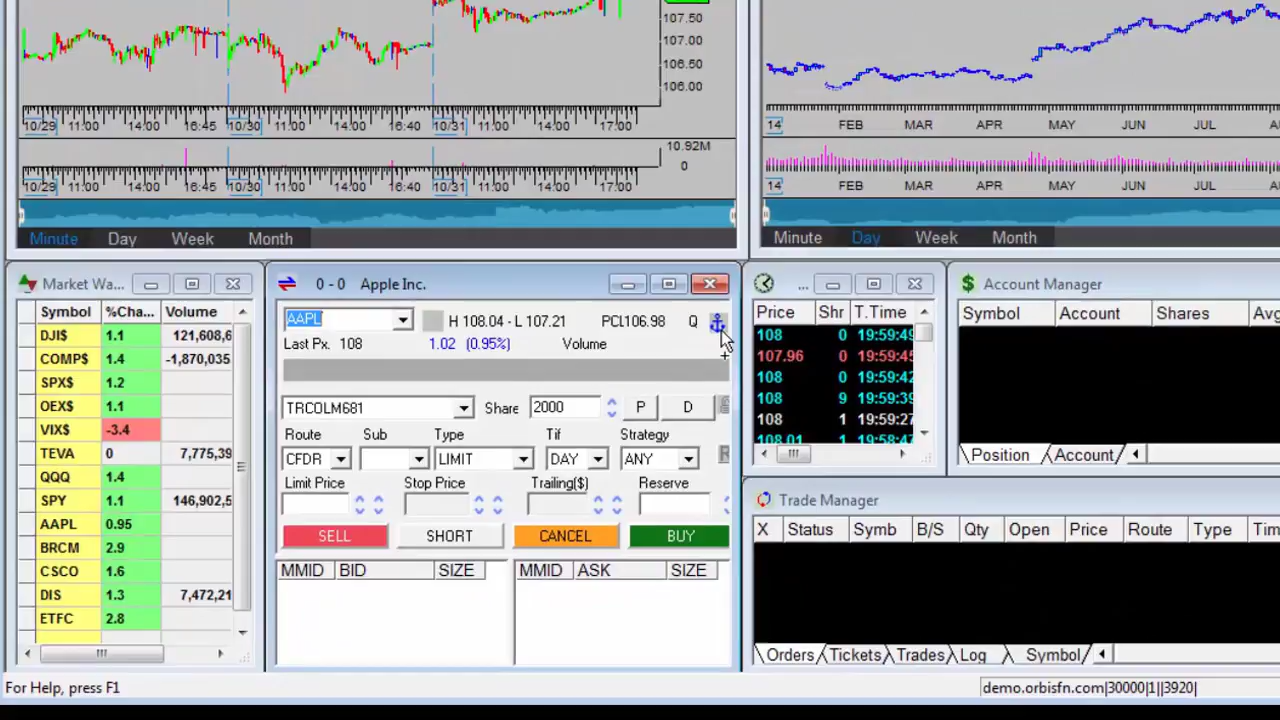 107.50
107.00
106.50
106.00
10/29 11:00 14:00 16:45 10/30 11:00 14:00 16:40 10/31 11:00 14:00 17:00
10.92M
0
10/29 11:00 14:00 16:45 10/30 11:00 14:00 16:40 10/31 11:00 14:00 17:00
Minute Day Week Month
14 FEB MAR APR MAY JUN JUL
14 FEB MAR APR MAY JUN JUL
Minute Day Week Month
Market Wa...
Symbol %Cha... Volume
DJI$ 1.1 121,608,6
COMP$ 1.4 -1,870,035
SPX$ 1.2
OEX$ 1.1
VIX$ -3.4
TEVA 0 7,775,39
QQQ 1.4
SPY 1.1 146,902,5
AAPL 0.95
BRCM 2.9
CSCO 1.6
DIS 1.3 7,472,21
ETFC 2.8
0 - 0 Apple Inc.
AAPL H 108.04 - L 107.21 PCL106.98 Q
Last Px. 108 1.02 (0.95%) Volume
TRCOLM681 Share 2000 P D
Route Sub Type Tif Strategy
CFDR LIMIT DAY ANY
Limit Price Stop Price Trailing($) Reserve
SELL SHORT CANCEL BUY
MMID BID SIZE MMID ASK SIZE
...
Price Shr T.Time
108 0 19:59:49
107.96 0 19:59:45
108 0 19:59:42
108 9 19:59:39
108 1 19:59:27
108.01 1 19:58:47
$ Account Manager
Symbol Account Shares Avg
Position Account
Trade Manager
X Status Symb B/S Qty Open Price Route Type Tim
Orders Tickets Trades Log Symbol
For Help, press F1
demo.orbisfn.com|30000|1||3920|